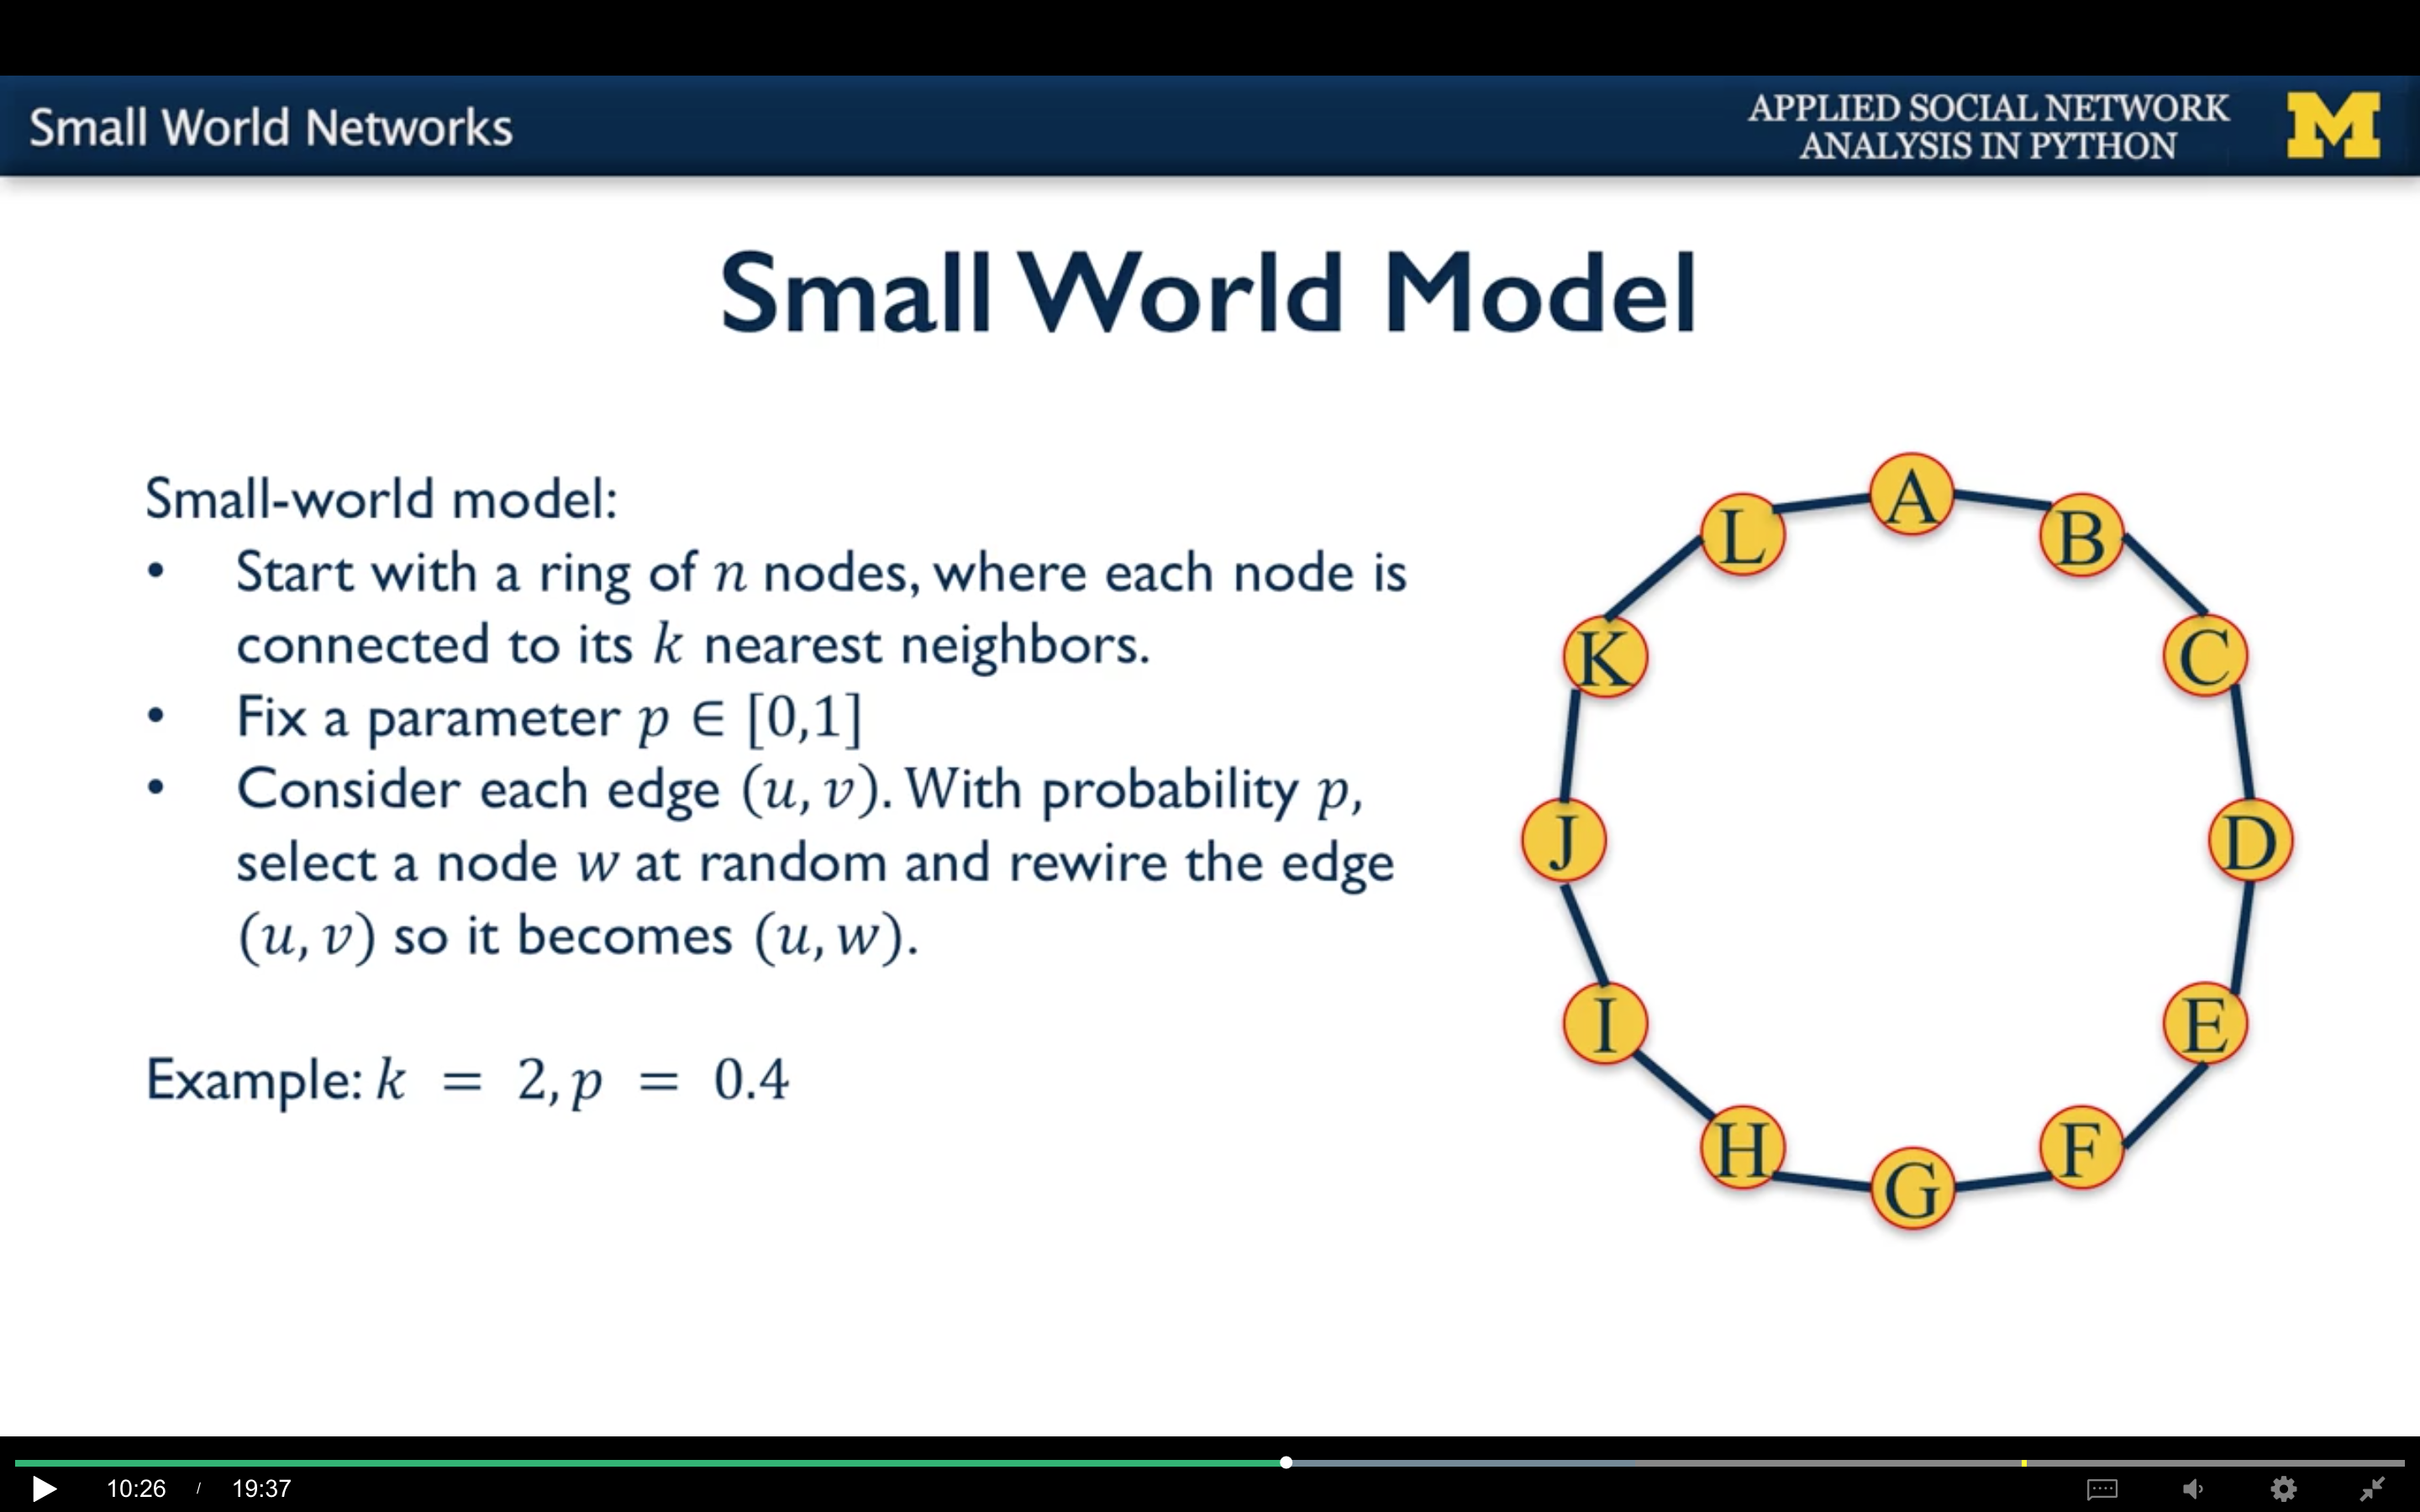 Small World Networks
APPLIED SOCIAL NETWORK
ANALYSIS IN PYTHON
M
Small World Model
Small-world model:
• Start with a ring of n nodes, where each node is
connected to its k nearest neighbors.
• Fix a parameter p ∈ [0,1]
• Consider each edge (u, v). With probability p,
select a node w at random and rewire the edge
(u, v) so it becomes (u, w).
Example: k = 2, p = 0.4
A
B
C
D
E
F
G
H
I
J
K
L
10:26 / 19:37